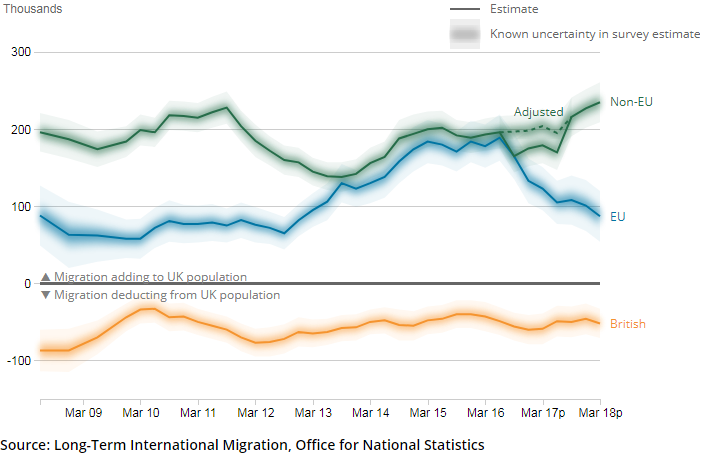 Thousands
Estimate
Known uncertainty in survey estimate
300
Adjusted
Non-EU
200
100
EU
▲ Migration adding to UK population
0
▼ Migration deducting from UK population
British
-100
Mar 09 Mar 10 Mar 11 Mar 12 Mar 13 Mar 14 Mar 15 Mar 16 Mar 17p Mar 18p
Source: Long-Term International Migration, Office for National Statistics